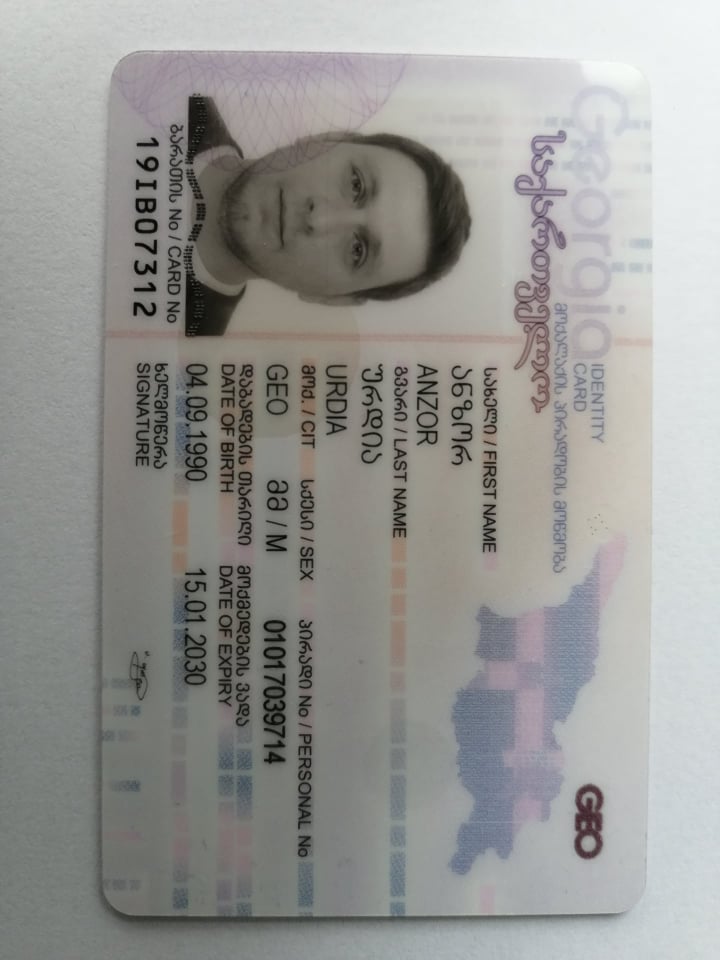 Georgia
საქართველო
IDENTITY
CARD
მოქალაქის პირადობის მოწმობა
GEO
სახელი / FIRST NAME
ანზორ
ANZOR
გვარი / LAST NAME
ურდია
URDIA
მოქ. / CIT სქესი / SEX პირადი No / PERSONAL No
GEO მმ / M 01017039714
დაბადების თარიღი მოქმედების ვადა
DATE OF BIRTH DATE OF EXPIRY
04.09.1990 15.01.2030
ხელმოწერა
SIGNATURE
ბარათის No / CARD No
19IB07312